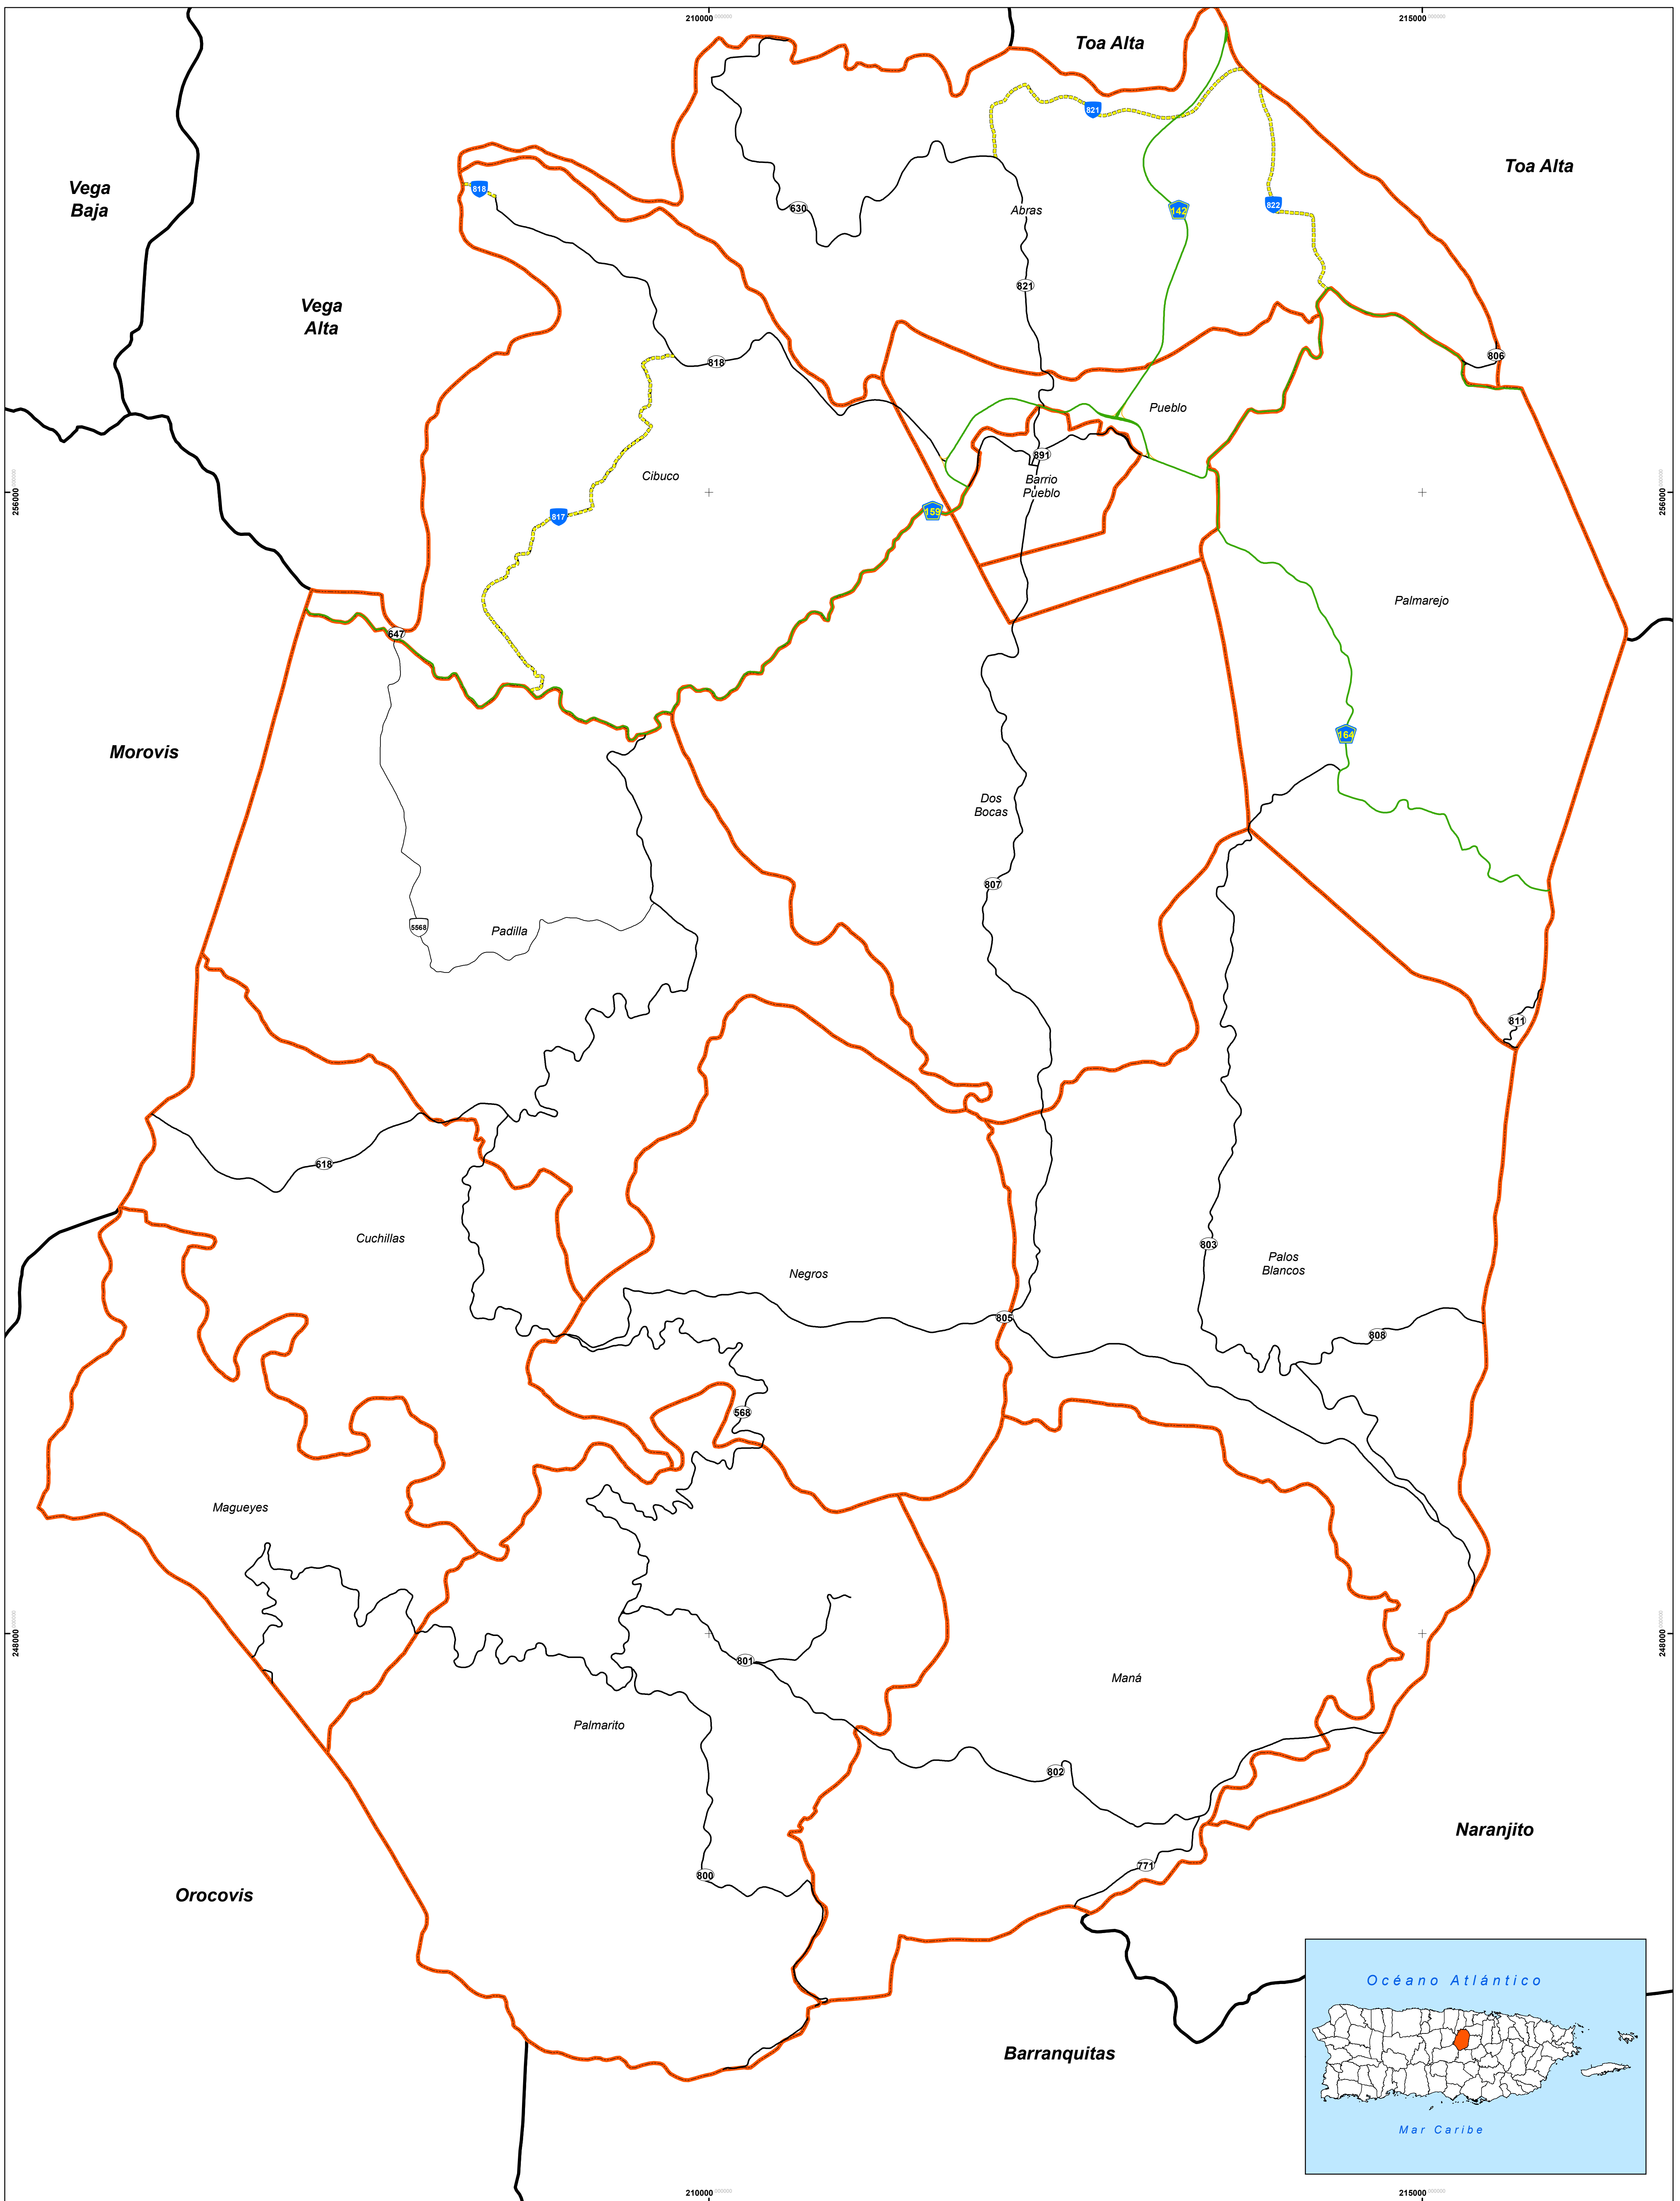 210000
215000
Toa Alta
821
Toa Alta
Vega
Baja
818
630
Abras
142
822
821
Vega
Alta
806
818
Pueblo
891
Cibuco
Barrio
Pueblo
256000
256000
159
817
Palmarejo
647
164
Morovis
Dos
Bocas
807
5568
Padilla
811
618
Cuchillas
803
Palos
Blancos
Negros
805
808
568
Magueyes
248000
248000
801
Maná
Palmarito
802
Naranjito
771
800
Orocovis
Océano Atlántico
Barranquitas
Mar Caribe
210000
215000